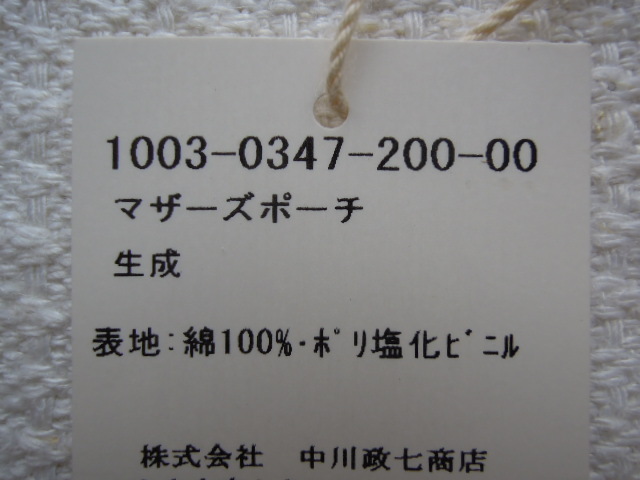 1003-0347-200-00
マザーズポーチ
生成
表地:綿100%・ﾎﾟﾘ塩化ﾋﾞﾆﾙ
株式会社 中川政七商店